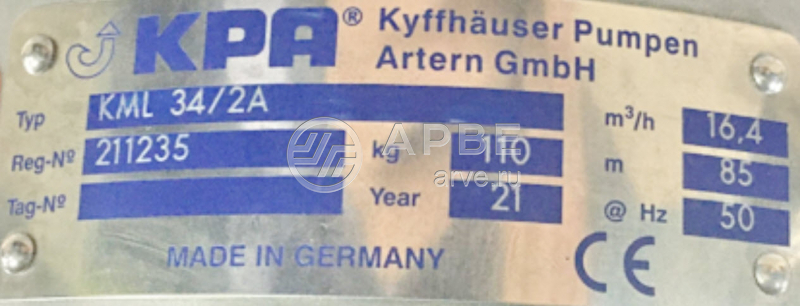 KPA® Kyffhäuser Pumpen
Artern GmbH
Typ KML 34/2A m³/h 16,4
Reg-Nº 211235 kg 110 m 85
Tag-Nº Year 21 @ Hz 50
MADE IN GERMANY CE
АРВЕ
arve.ru